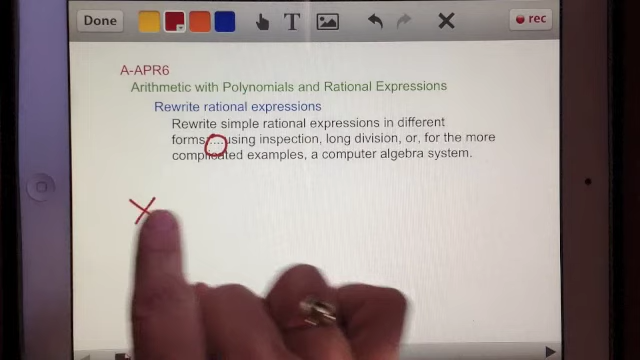 Done
T
rec
A-APR6
Arithmetic with Polynomials and Rational Expressions
Rewrite rational expressions
Rewrite simple rational expressions in different
forms.....using inspection, long division, or, for the more
complicated examples, a computer algebra system.
X